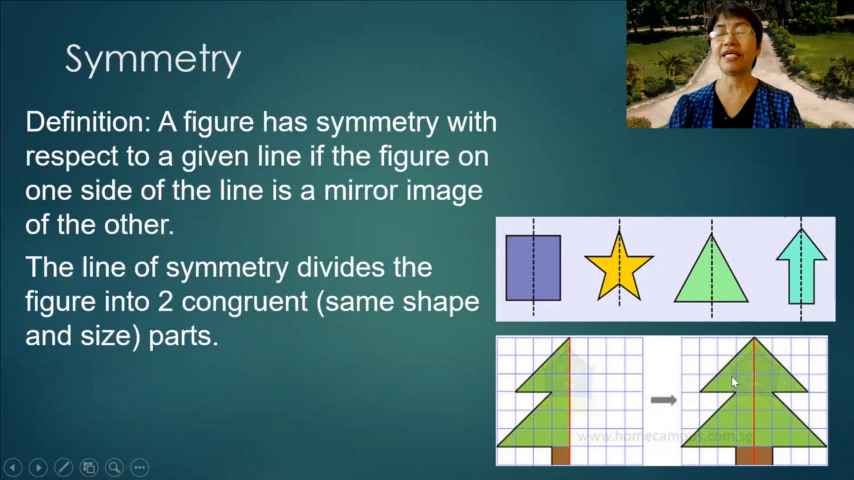 Symmetry
Definition: A figure has symmetry with
respect to a given line if the figure on
one side of the line is a mirror image
of the other.
The line of symmetry divides the
figure into 2 congruent (same shape
and size) parts.
www.homecampus.com.sg